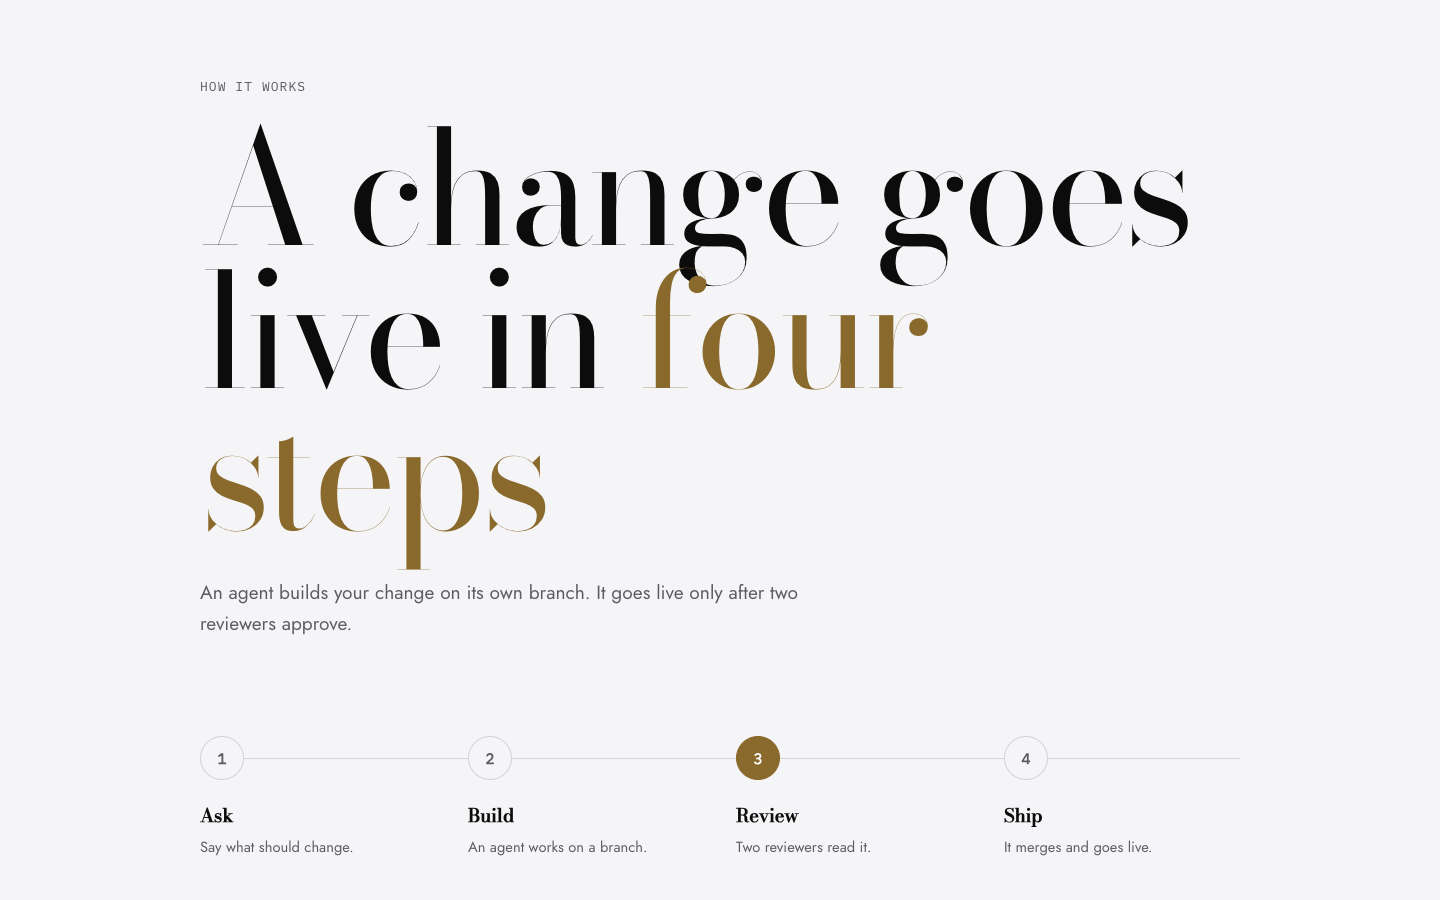 HOW IT WORKS
A change goes
live in four
steps
An agent builds your change on its own branch. It goes live only after two
reviewers approve.
1
2
3
4
Ask
Build
Review
Ship
Say what should change.
An agent works on a branch.
Two reviewers read it.
It merges and goes live.